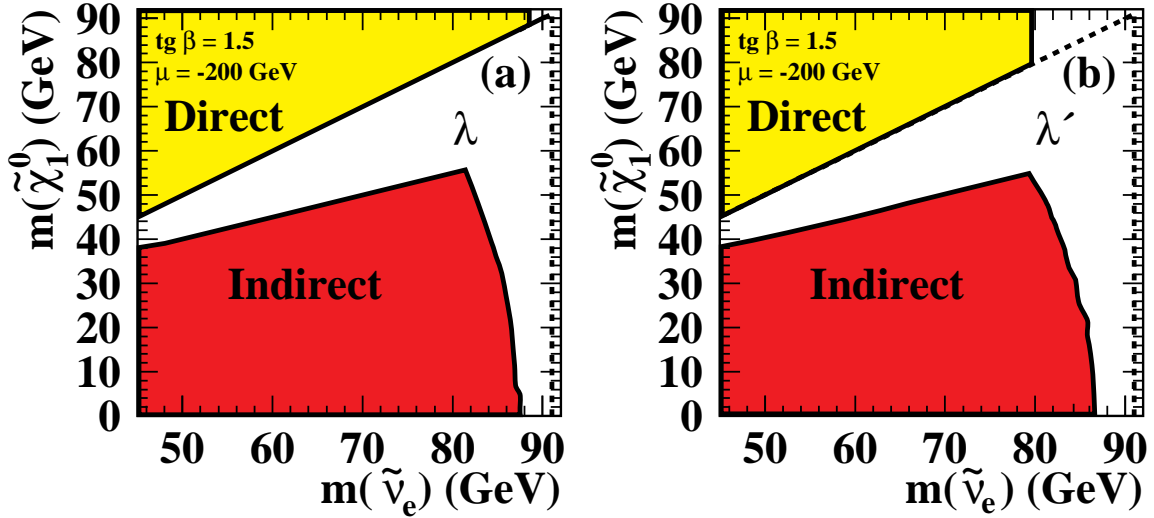 m(χ̃₁⁰) (GeV)
90
80
70
60
50
40
30
20
10
0
tg β = 1.5
μ = -200 GeV
(a)
Direct
λ
Indirect
50
60
70
80
90
m(ν̃ₑ) (GeV)
m(χ̃₁⁰) (GeV)
90
80
70
60
50
40
30
20
10
0
tg β = 1.5
μ = -200 GeV
(b)
Direct
λ´
Indirect
50
60
70
80
90
m(ν̃ₑ) (GeV)